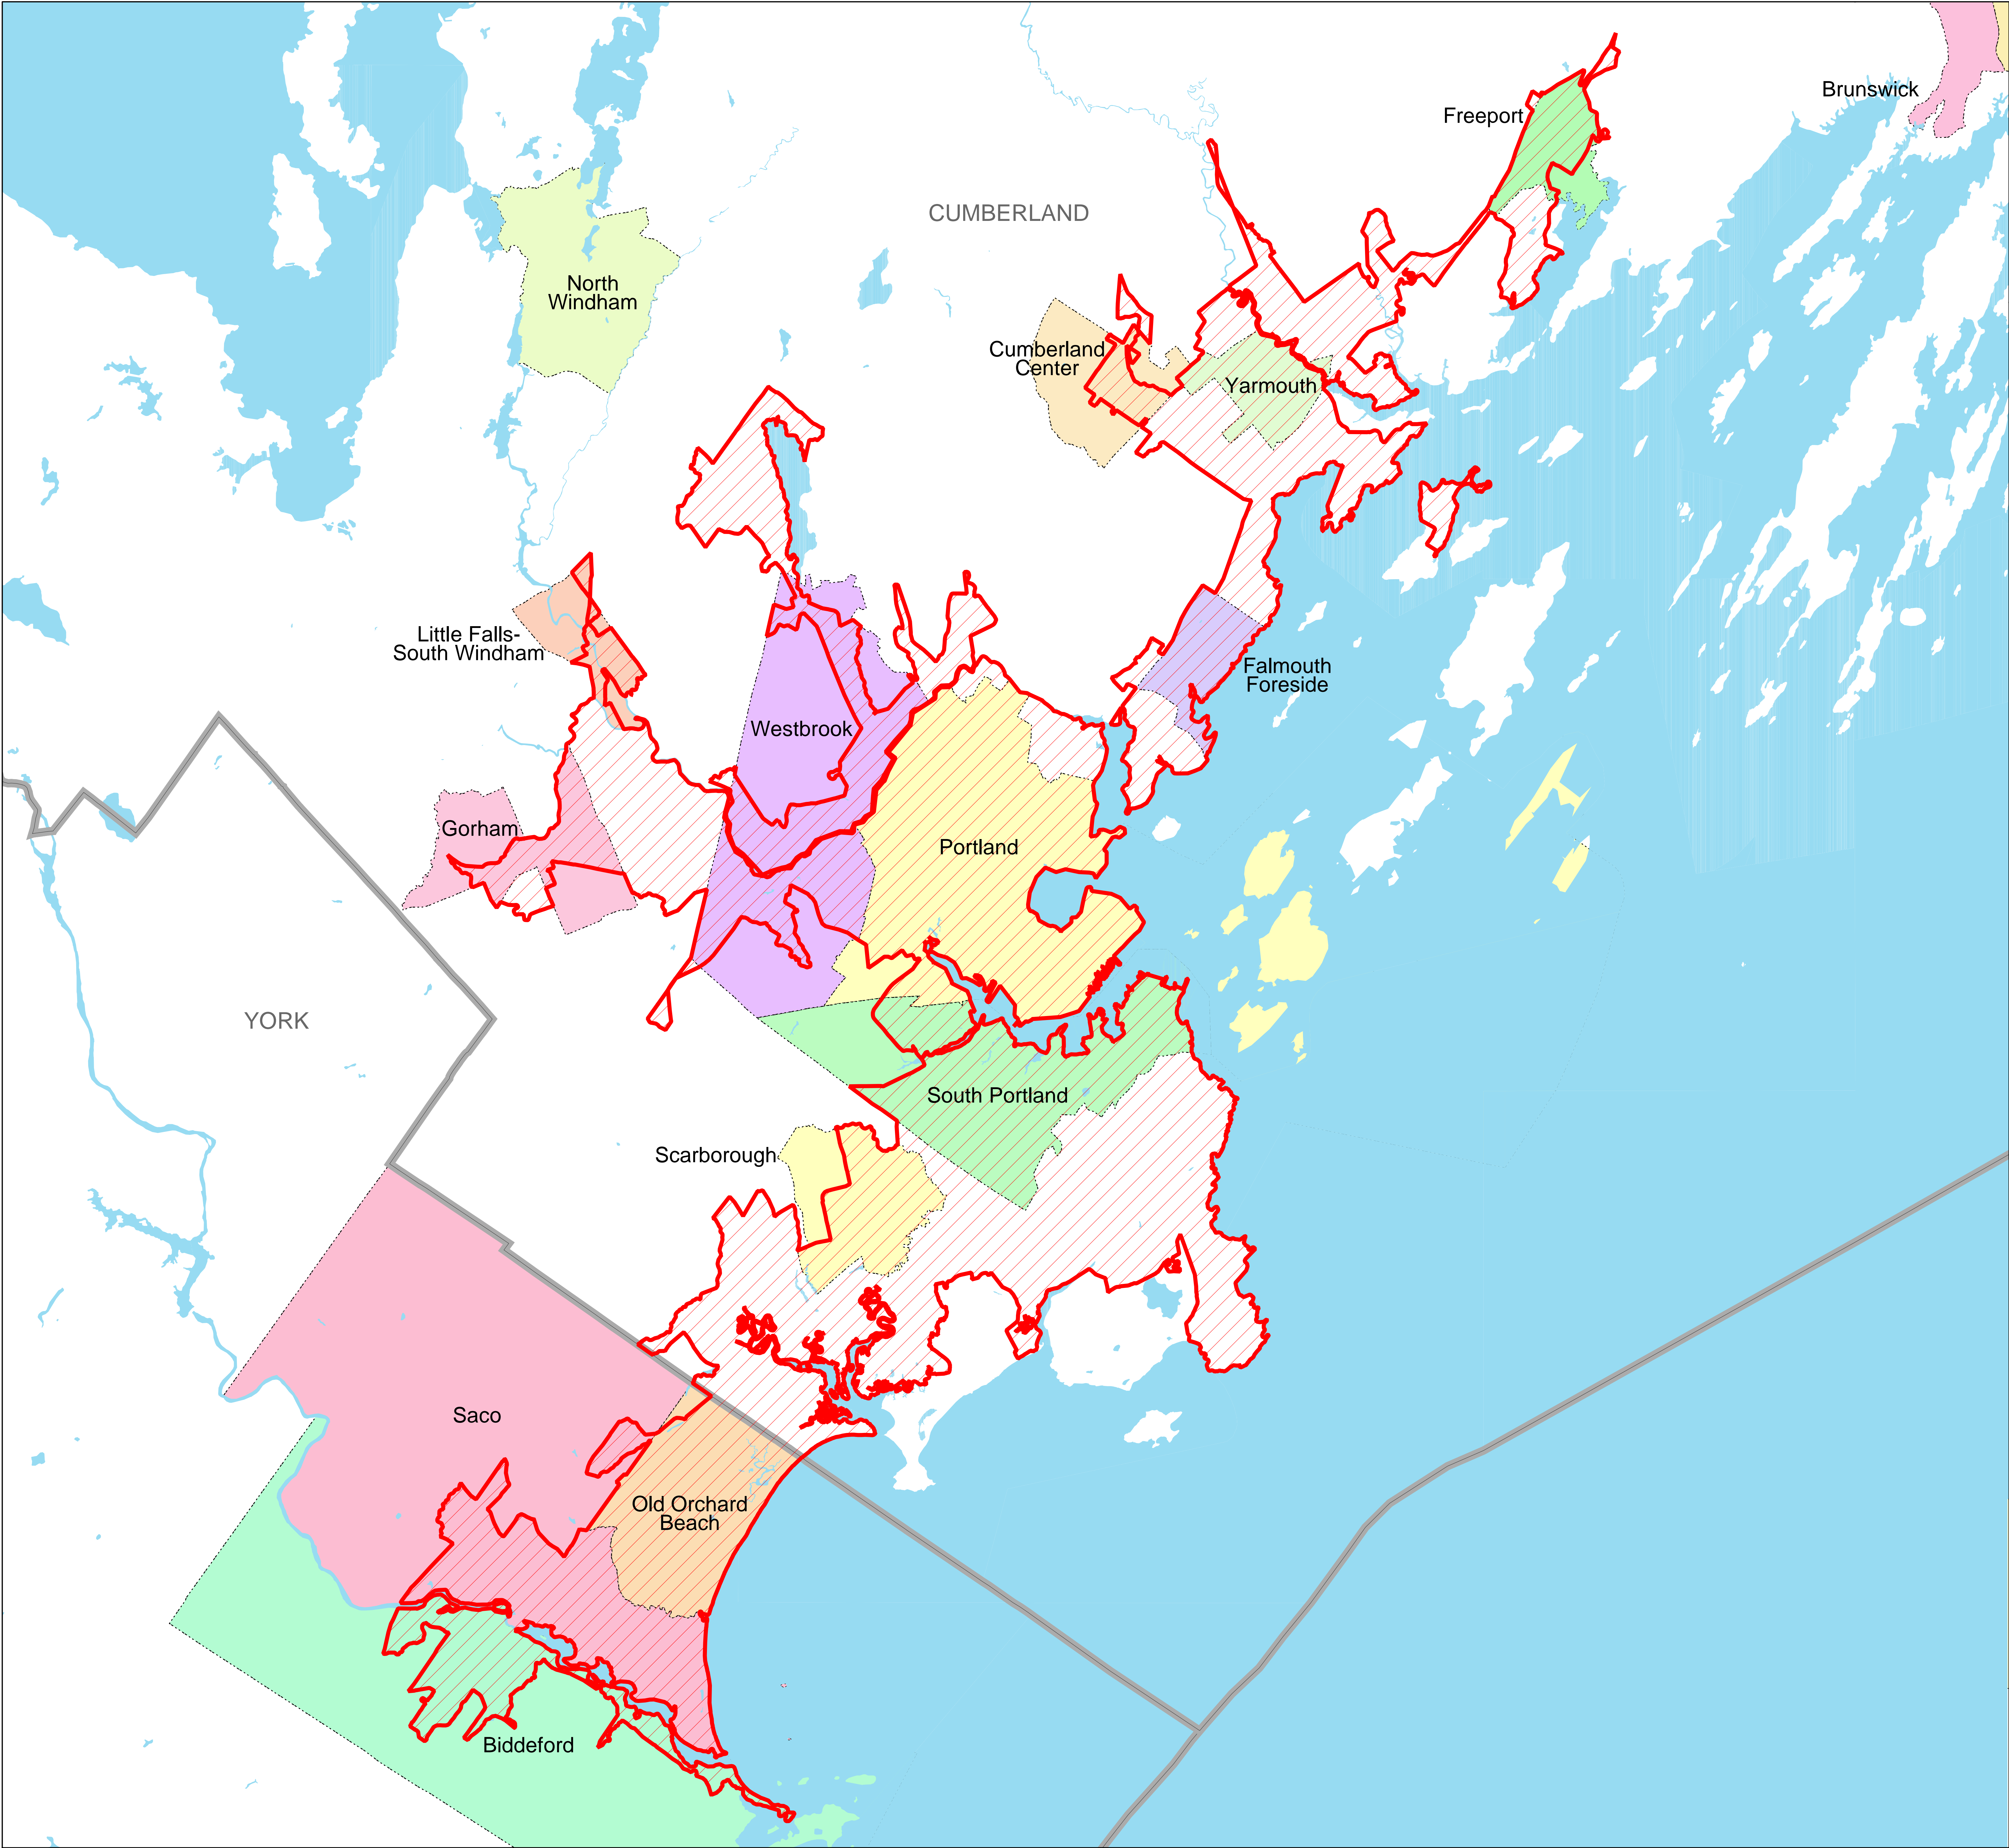 Brunswick
Freeport
CUMBERLAND
North
Windham
Cumberland
Center
Yarmouth
Little Falls-
South Windham
Falmouth
Foreside
Westbrook
Gorham
Portland
YORK
South Portland
Scarborough
Saco
Old Orchard
Beach
Biddeford